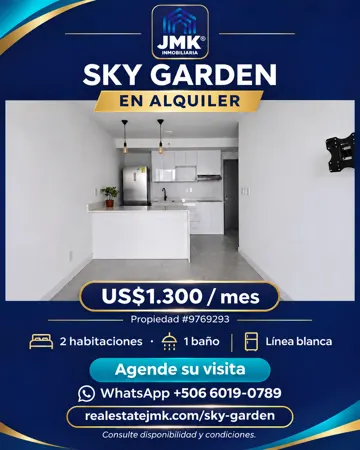 JMK®
INMOBILIARIA
SKY GARDEN
EN ALQUILER
US$1.300 / mes
Propiedad #9769293
2 habitaciones · 1 baño Línea blanca
Agende su visita
WhatsApp +506 6019-0789
realestatejmk.com/sky-garden
Consulte disponibilidad y condiciones.